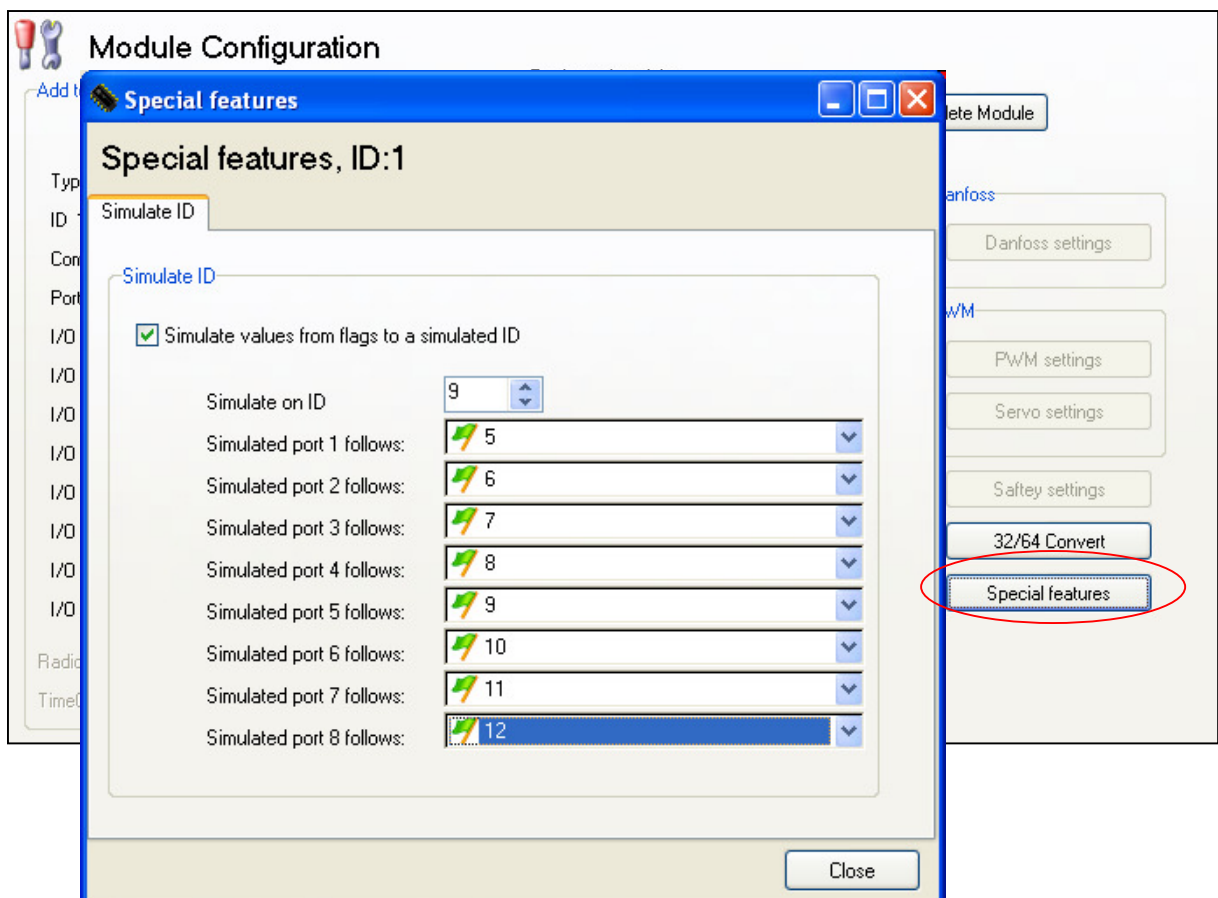 Module Configuration
Add t
Special features
lete Module
Special features, ID:1
Typ
Simulate ID
anfoss
ID
Danfoss settings
Con
Simulate ID
Port
WM
I/O
Simulate values from flags to a simulated ID
PWM settings
I/O
Simulate on ID 9
Servo settings
I/O
Simulated port 1 follows: 5
I/O
Simulated port 2 follows: 6
I/O
Saftey settings
Simulated port 3 follows: 7
I/O
32/64 Convert
Simulated port 4 follows: 8
I/O
Special features
Simulated port 5 follows: 9
I/O
Simulated port 6 follows: 10
Radio
Simulated port 7 follows: 11
Time
Simulated port 8 follows: 12
Close